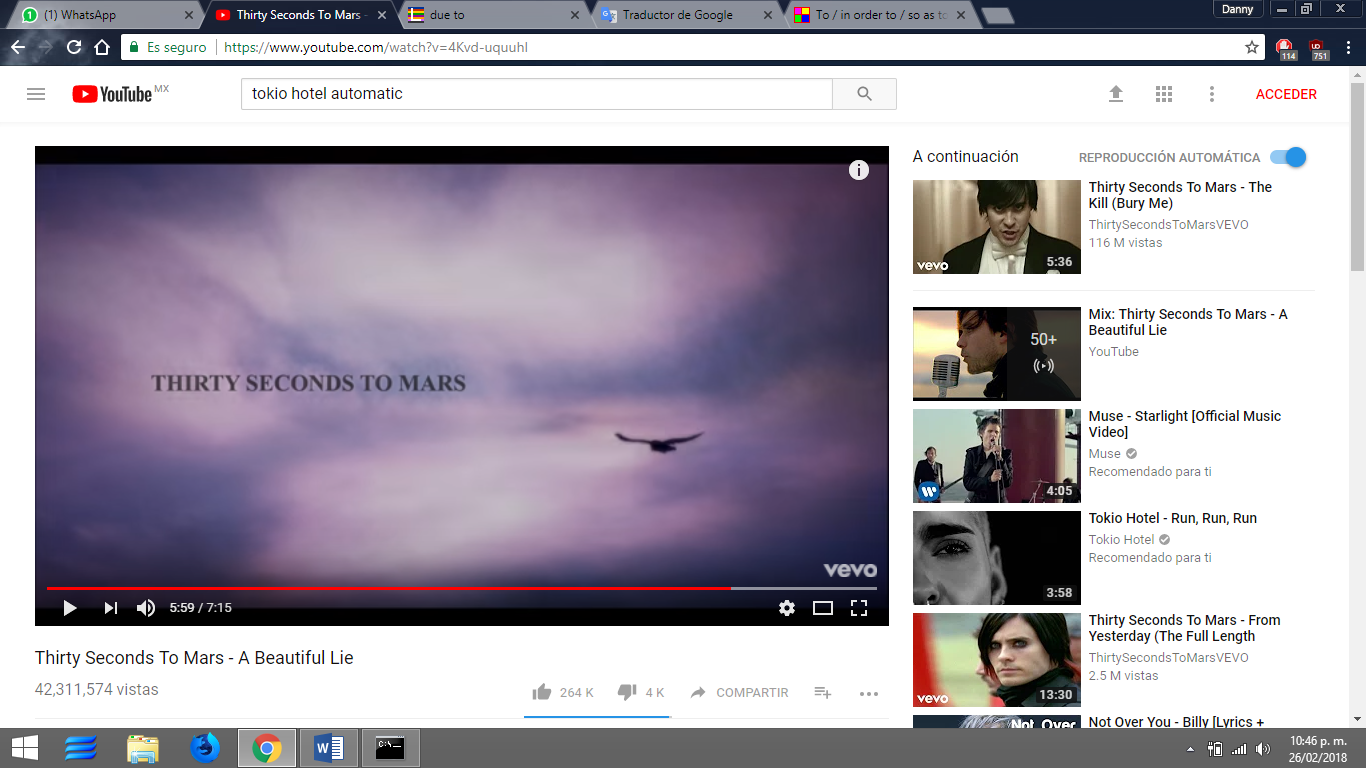 (1) WhatsApp
Thirty Seconds To Mars -
due to
Traductor de Google
To / in order to / so as to
Danny
Es seguro
https://www.youtube.com/watch?v=4Kvd-uquuhI
114
751
YouTube MX
tokio hotel automatic
ACCEDER
THIRTY SECONDS TO MARS
vevo
5:59 / 7:15
Thirty Seconds To Mars - A Beautiful Lie
42,311,574 vistas
264 K
4 K
COMPARTIR
A continuación
REPRODUCCIÓN AUTOMÁTICA
vevo
5:36
Thirty Seconds To Mars - The
Kill (Bury Me)
ThirtySecondsToMarsVEVO
116 M vistas
50+
Mix: Thirty Seconds To Mars - A
Beautiful Lie
YouTube
4:05
Muse - Starlight [Official Music
Video]
Muse
Recomendado para ti
3:58
Tokio Hotel - Run, Run, Run
Tokio Hotel
Recomendado para ti
vevo
13:30
Thirty Seconds To Mars - From
Yesterday (The Full Length
ThirtySecondsToMarsVEVO
2.5 M vistas
Not Over
Not Over You - Billy [Lyrics +
C:\_
10:46 p. m.
26/02/2018